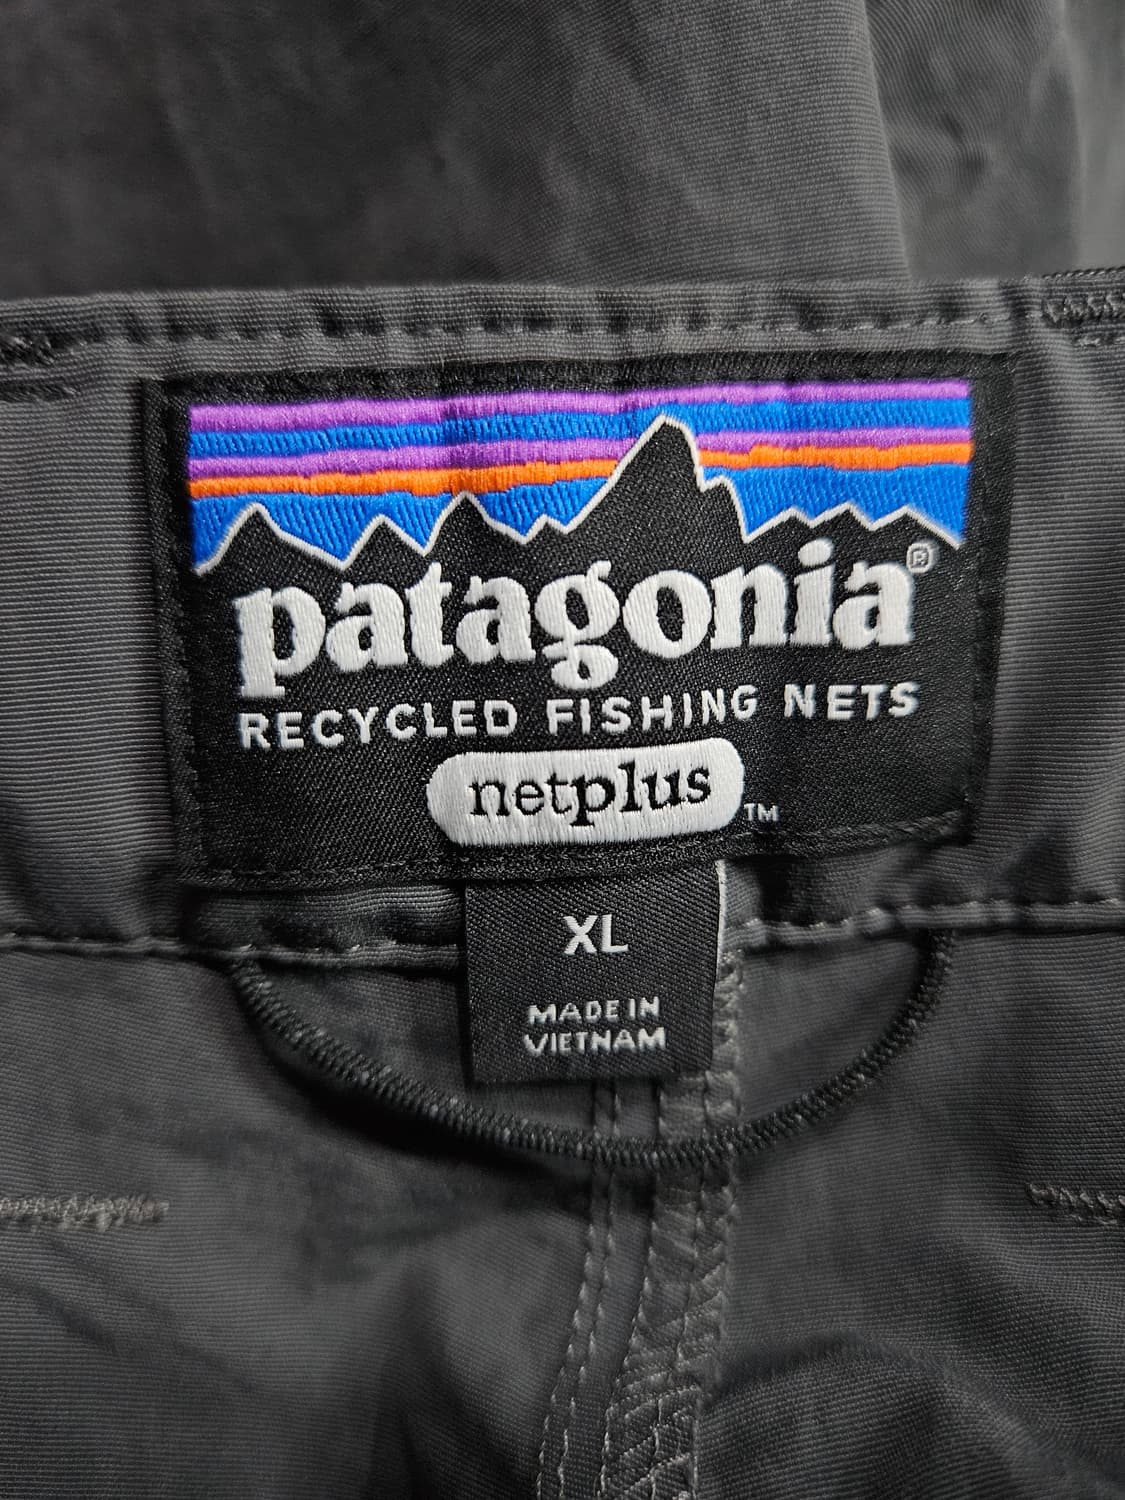 patagonia®
RECYCLED FISHING NETS
netplus™
XL
MADE IN
VIETNAM